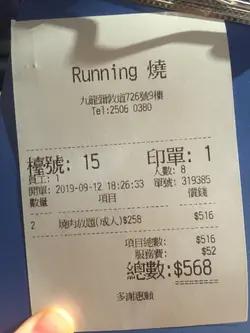 Running 燒
九龍彌敦道726號9樓
Tel:2506 0380
檯號: 15 印單: 1
員工: 1 人數: 8
開單: 2019-09-12 18:26:33 單號: 319385
數量 項目 價錢
2 燒肉放題(成人)$258 $516
項目總數: $516
服務費: $52
總數:$568
多謝惠顧